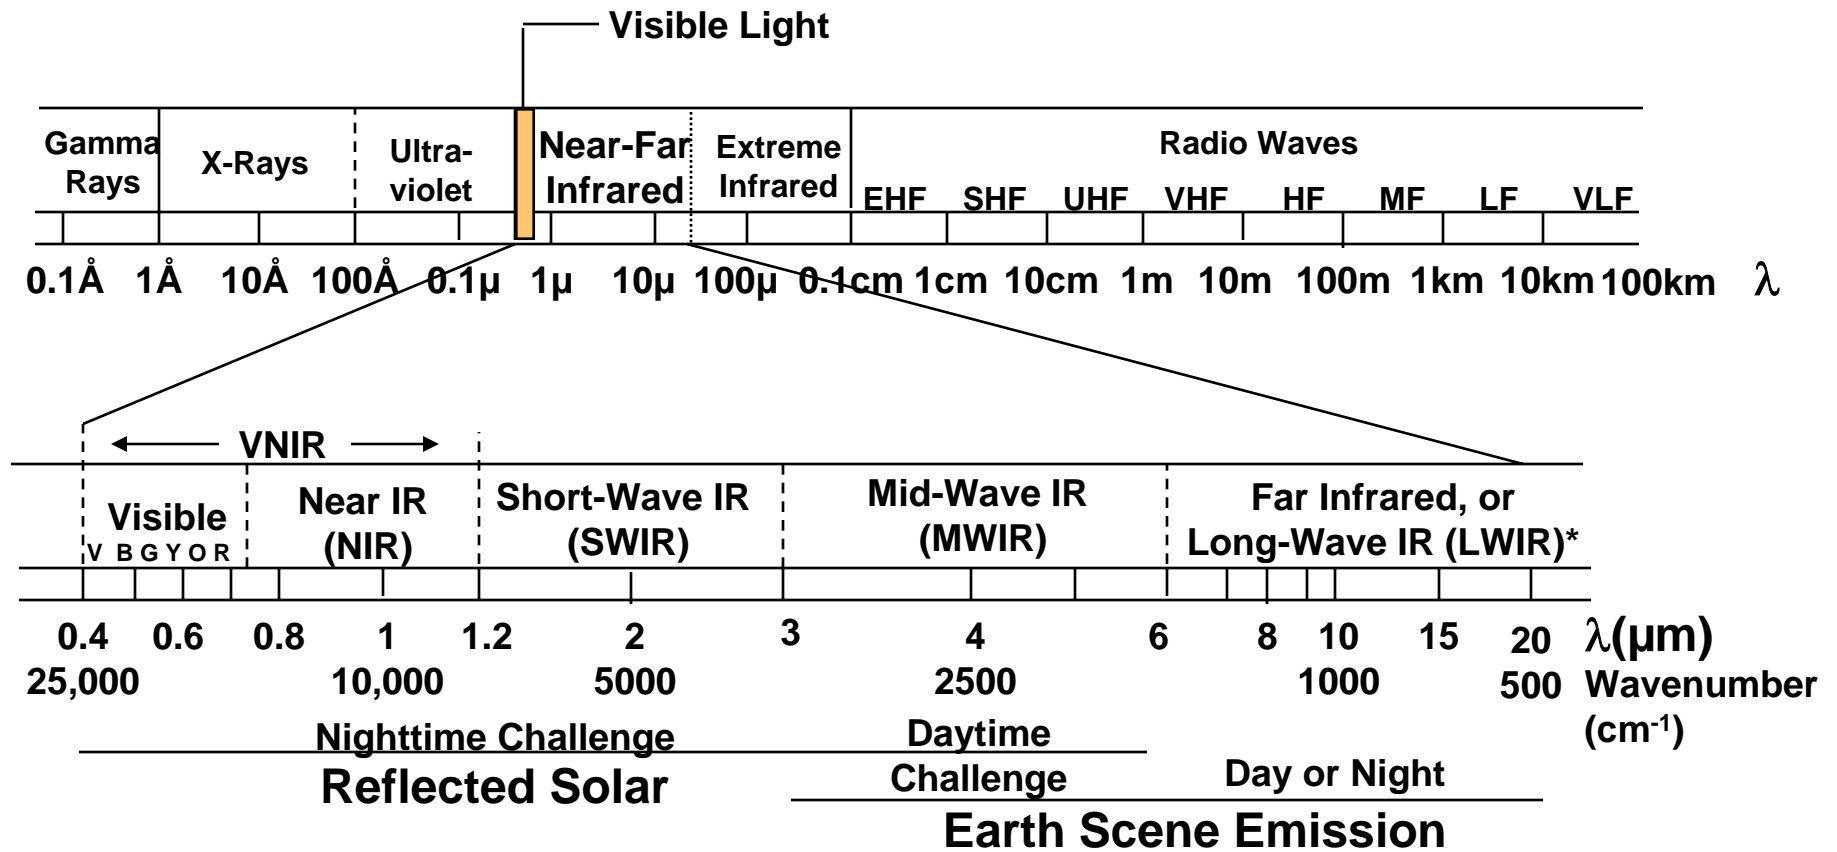 Visible Light
Gamma Rays
X-Rays
Ultra-
violet
Near-Far
Infrared
Extreme
Infrared
Radio Waves
EHF SHF UHF VHF HF MF LF VLF
0.1Å 1Å 10Å 100Å 0.1µ 1µ 10µ 100µ 0.1cm 1cm 10cm 1m 10m 100m 1km 10km 100km λ
VNIR
Visible
V B G Y O R
Near IR
(NIR)
Short-Wave IR
(SWIR)
Mid-Wave IR
(MWIR)
Far Infrared, or
Long-Wave IR (LWIR)*
0.4 0.6 0.8 1 1.2 2 3 4 6 8 10 15 20 λ(µm)
25,000 10,000 5000 2500 1000 500 Wavenumber
(cm-1)
Nighttime Challenge
Reflected Solar
Daytime
Challenge
Day or Night
Earth Scene Emission